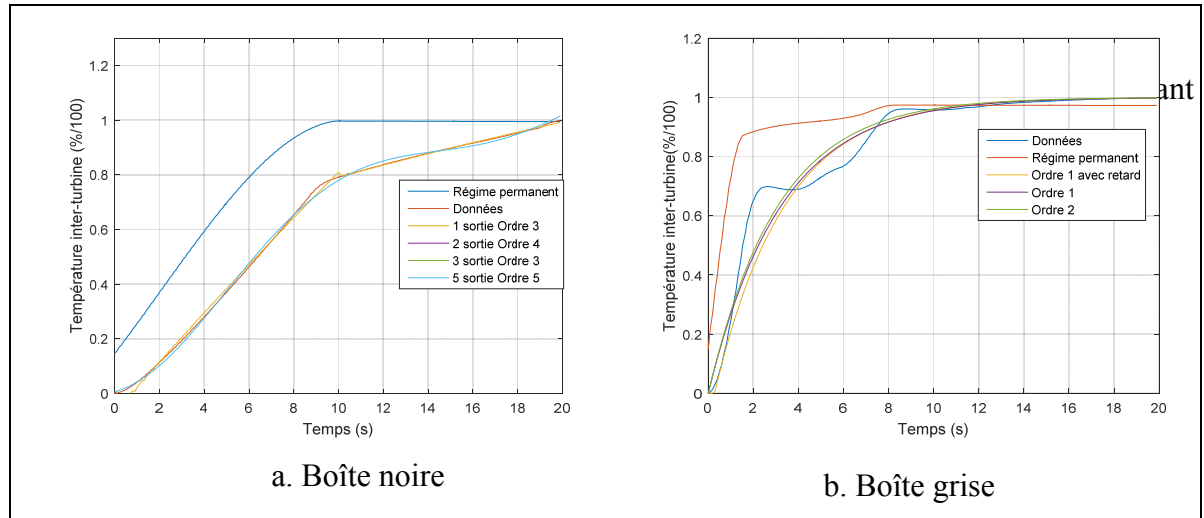 Température inter-turbine (%/100)
1.2
1
0.8
0.6
0.4
0.2
0
0 2 4 6 8 10 12 14 16 18 20
Temps (s)
Régime permanent
Données
1 sortie Ordre 3
2 sortie Ordre 4
3 sortie Ordre 3
5 sortie Ordre 5
a. Boîte noire
Température inter-turbine(%/100)
1.2
1
0.8
0.6
0.4
0.2
0
0 2 4 6 8 10 12 14 16 18 20
Temps (s)
Données
Régime permanent
Ordre 1 avec retard
Ordre 1
Ordre 2
ant
b. Boîte grise